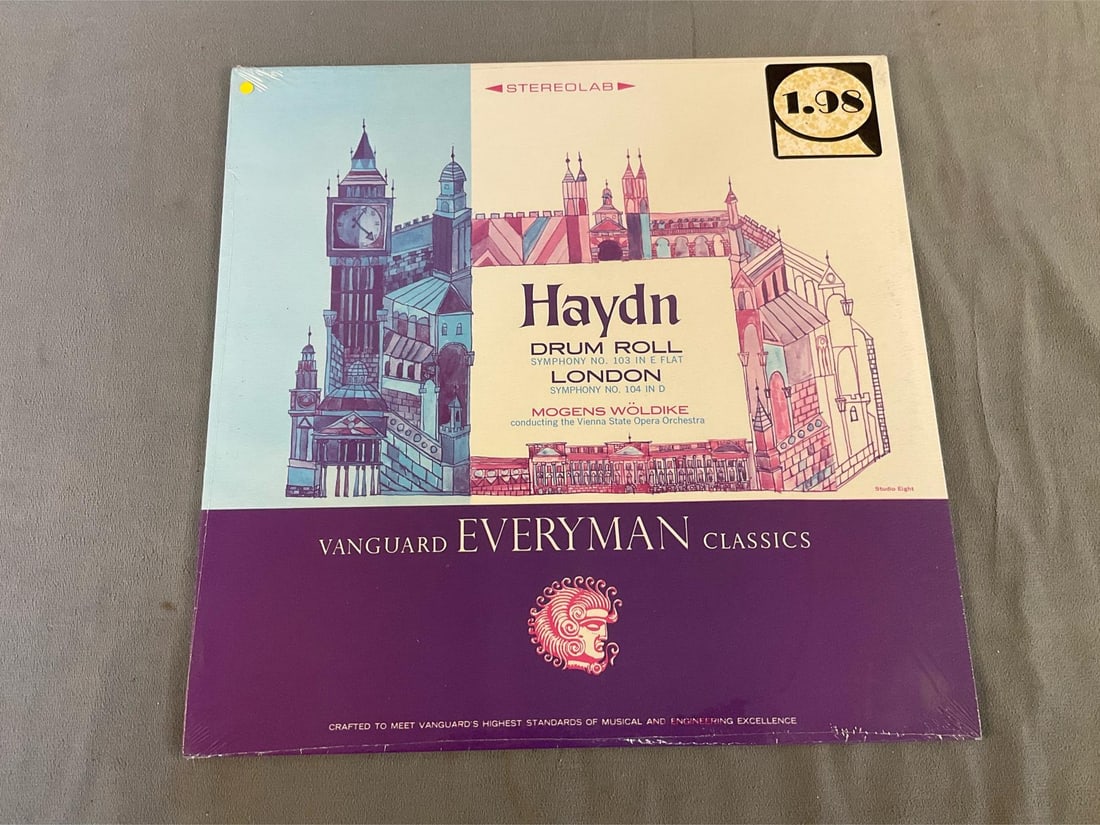 STEREOLAB
1.98
Haydn
DRUM ROLL
SYMPHONY NO. 103 IN E FLAT
LONDON
SYMPHONY NO. 104 IN D
MOGENS WÖLDIKE
conducting the Vienna State Opera Orchestra
Studio Eight
VANGUARD EVERYMAN CLASSICS
CRAFTED TO MEET VANGUARD'S HIGHEST STANDARDS OF MUSICAL AND ENGINEERING EXCELLENCE